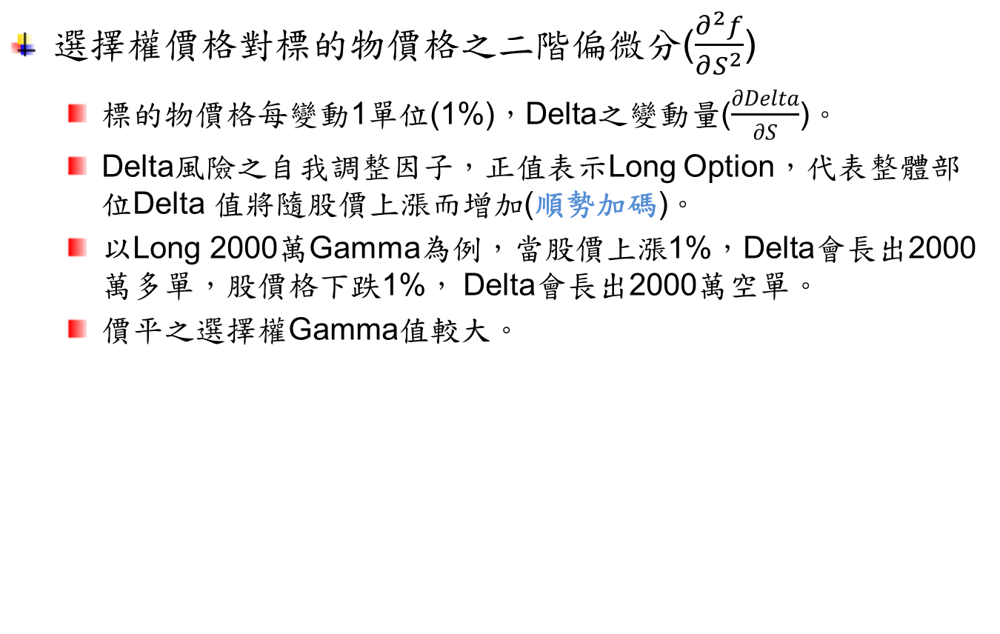 選擇權價格對標的物價格之二階偏微分(∂²f/∂S²)
標的物價格每變動1單位(1%)，Delta之變動量(∂Delta/∂S)。
Delta風險之自我調整因子，正值表示Long Option，代表整體部
位Delta 值將隨股價上漲而增加(順勢加碼)。
以Long 2000萬Gamma為例，當股價上漲1%，Delta會長出2000
萬多單，股價格下跌1%， Delta會長出2000萬空單。
價平之選擇權Gamma值較大。